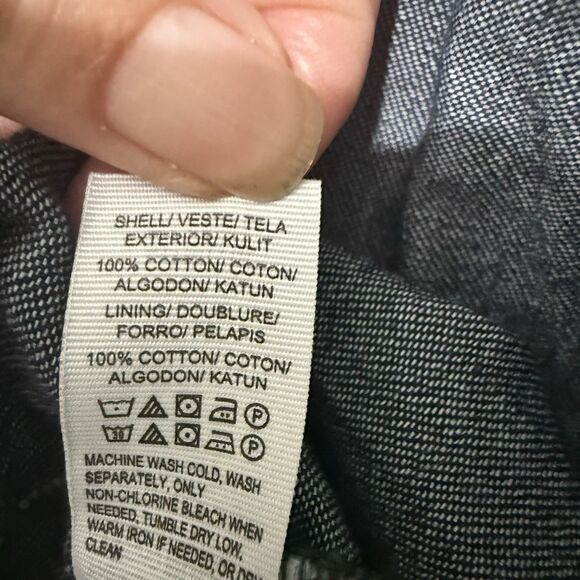 SHELL/ VESTE/ TELA
EXTERIOR/ KULIT
100% COTTON/ COTON/
ALGODON/ KATUN
LINING/ DOUBLURE/
FORRO/ PELAPIS
100% COTTON/ COTON/
ALGODON/ KATUN
P
30 P
MACHINE WASH COLD, WASH
SEPARATELY, ONLY
NON-CHLORINE BLEACH WHEN
NEEDED, TUMBLE DRY LOW,
WARM IRON IF NEEDED, OR DRY
CLEAN